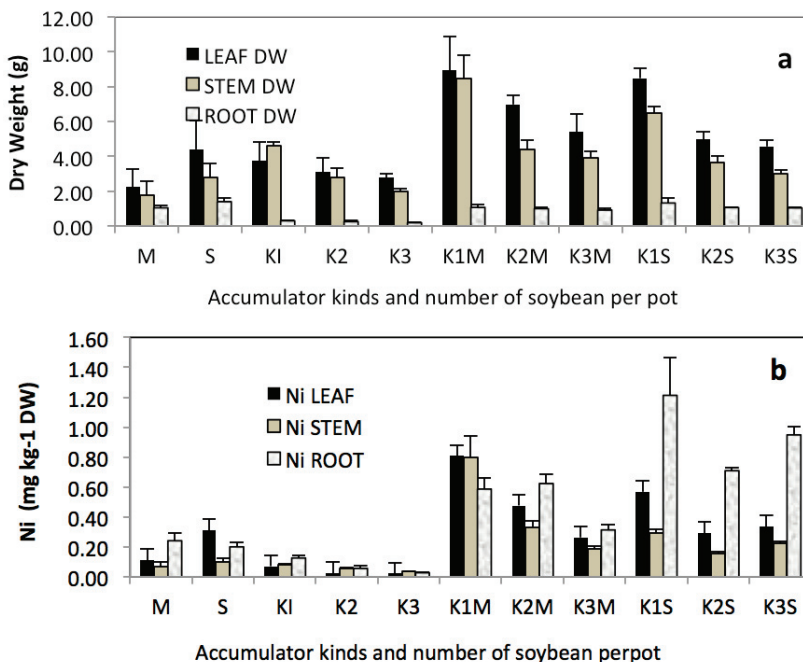 12.00
10.00
8.00
6.00
4.00
2.00
0.00
Dry Weight (g)
LEAF DW
STEM DW
ROOT DW
a
M S KI K2 K3 K1M K2M K3M K1S K2S K3S
Accumulator kinds and number of soybean per pot
1.60
1.40
1.20
1.00
0.80
0.60
0.40
0.20
0.00
Ni (mg kg-1 DW)
Ni LEAF
Ni STEM
Ni ROOT
b
M S KI K2 K3 K1M K2M K3M K1S K2S K3S
Accumulator kinds and number of soybean perpot